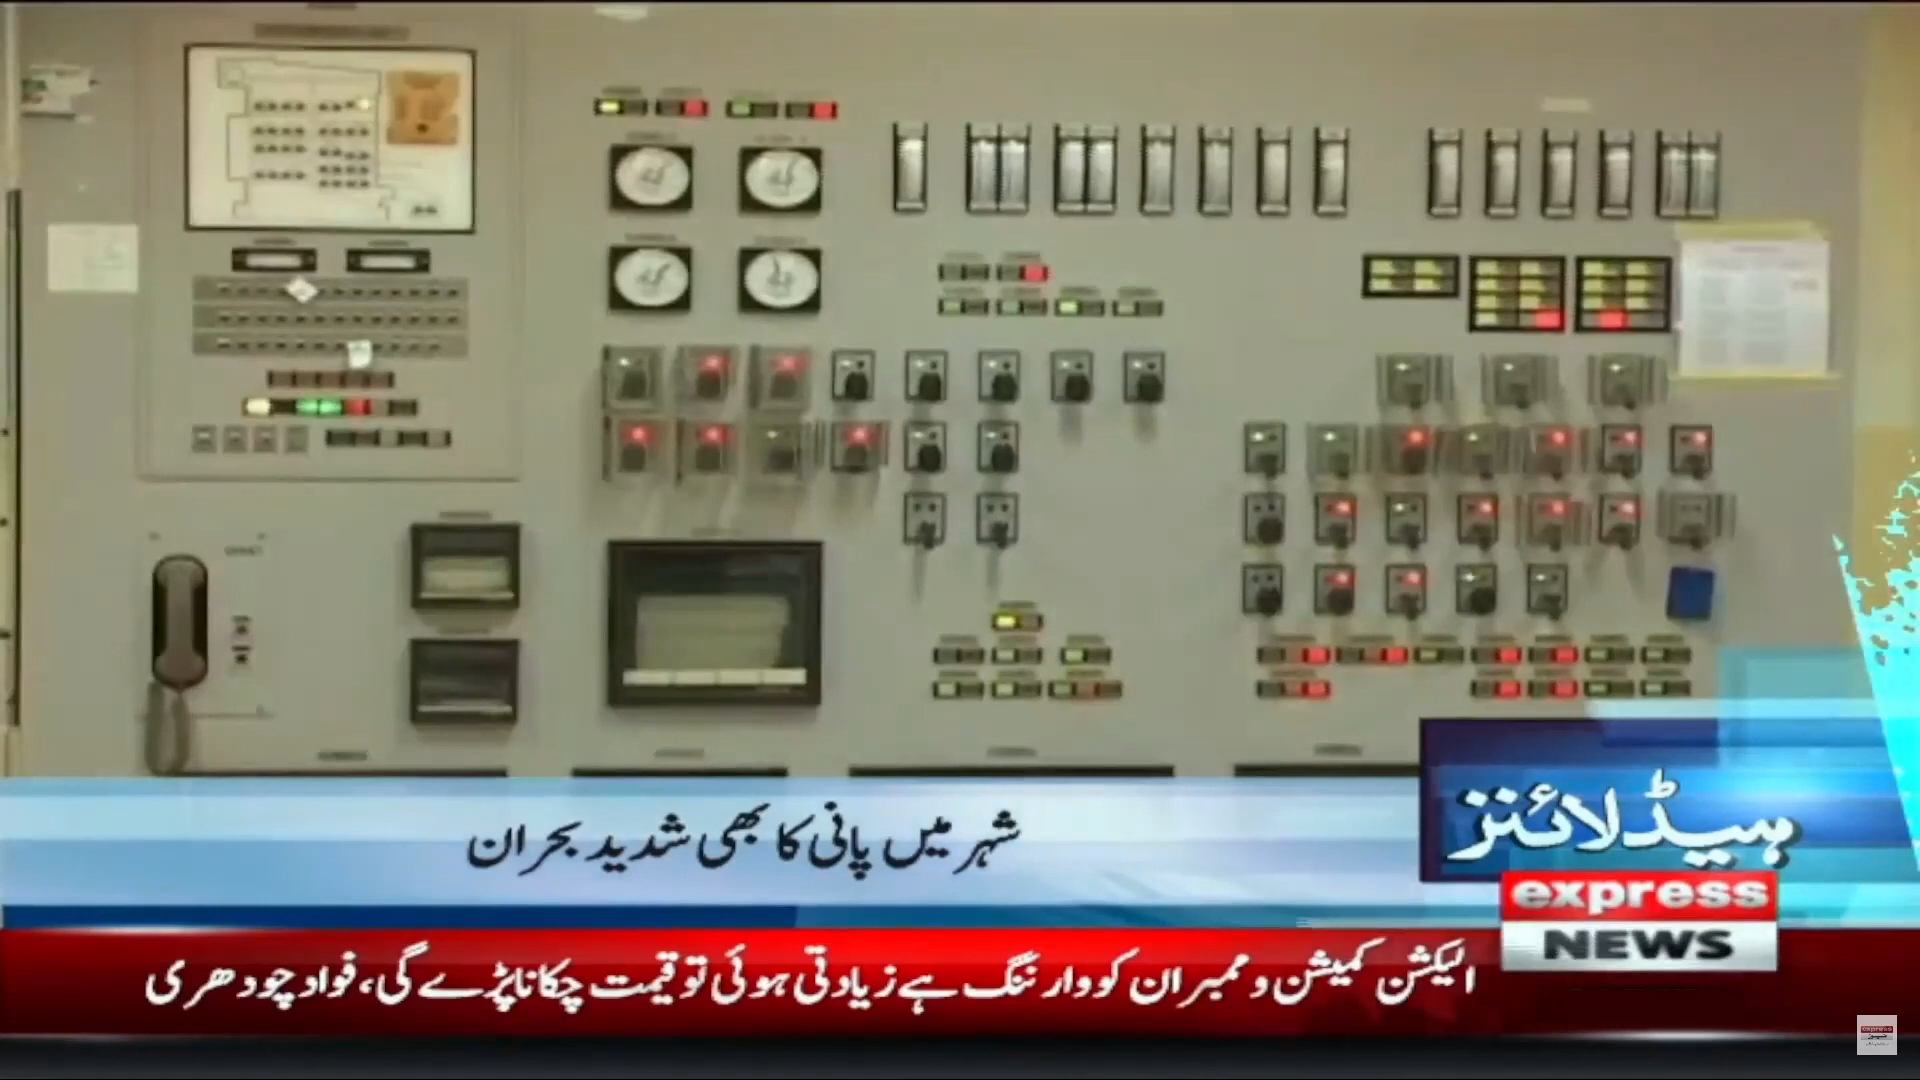 شہر میں پانی کا بھی شدید بحران
ہیڈلائنز
express
NEWS
الیکشن کمیشن و ممبران کو وارننگ ہے زیادتی ہوئی تو قیمت چکانا پڑے گی، فواد چودھری
express